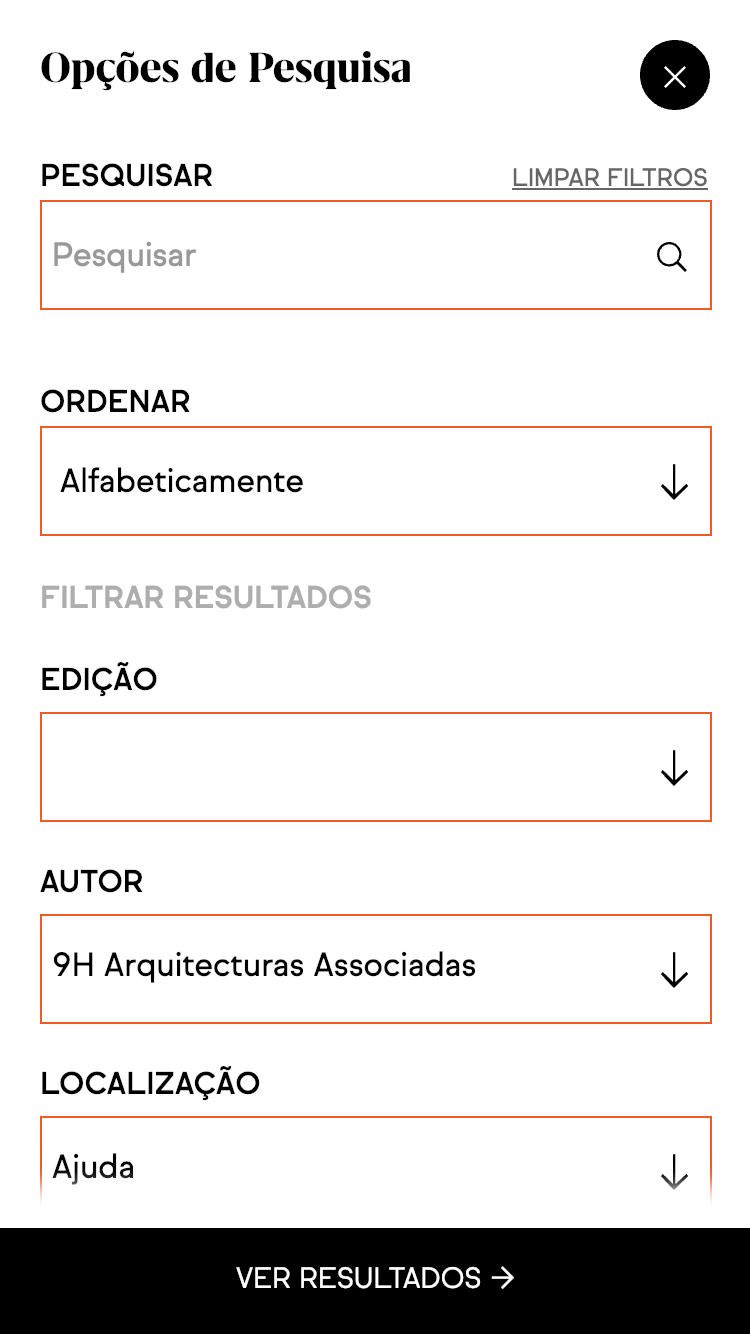 Opções de Pesquisa
PESQUISAR
LIMPAR FILTROS
Pesquisar
ORDENAR
Alfabeticamente
FILTRAR RESULTADOS
EDIÇÃO
AUTOR
9H Arquitecturas Associadas
LOCALIZAÇÃO
Ajuda
VER RESULTADOS →